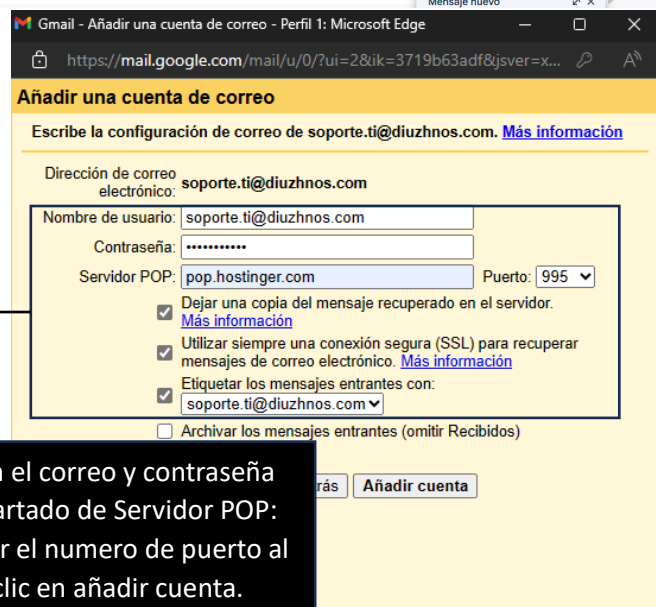 Mensaje nuevo
Gmail - Añadir una cuenta de correo - Perfil 1: Microsoft Edge
https://mail.google.com/mail/u/0/?ui=2&ik=3719b63adf&jsver=x...
Añadir una cuenta de correo
Escribe la configuración de correo de soporte.ti@diuzhnos.com. Más información
Dirección de correo
electrónico: soporte.ti@diuzhnos.com
Nombre de usuario: soporte.ti@diuzhnos.com
Contraseña: •••••••••••
Servidor POP: pop.hostinger.com Puerto: 995
Dejar una copia del mensaje recuperado en el servidor.
Más información
Utilizar siempre una conexión segura (SSL) para recuperar
mensajes de correo electrónico. Más información
Etiquetar los mensajes entrantes con:
soporte.ti@diuzhnos.com
Archivar los mensajes entrantes (omitir Recibidos)
rás Añadir cuenta
el correo y contraseña
artado de Servidor POP:
r el numero de puerto al
clic en añadir cuenta.